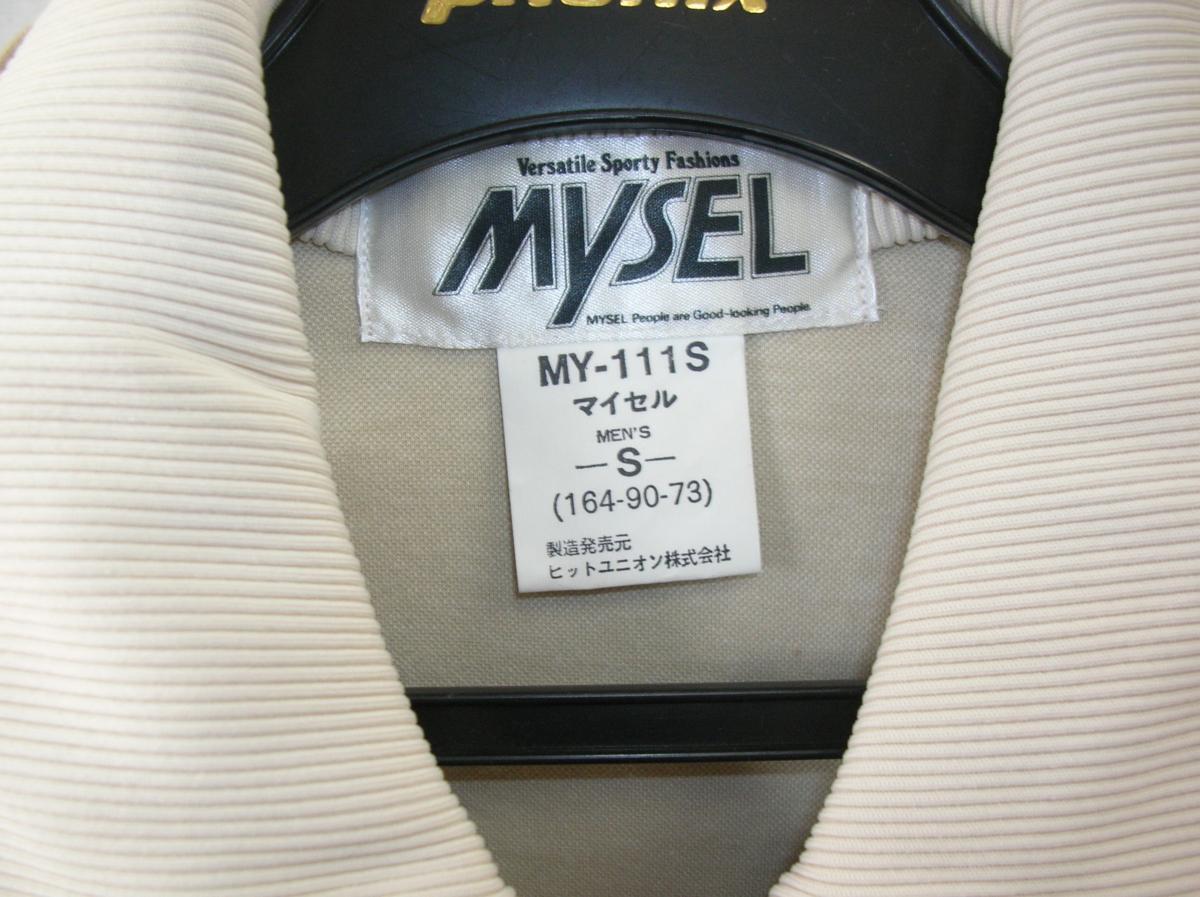 Versatile Sporty Fashions
MYSEL
MYSEL People are Good-looking People.
MY-111S
マイセル
MEN'S
—S—
(164-90-73)
製造発売元
ヒットユニオン株式会社